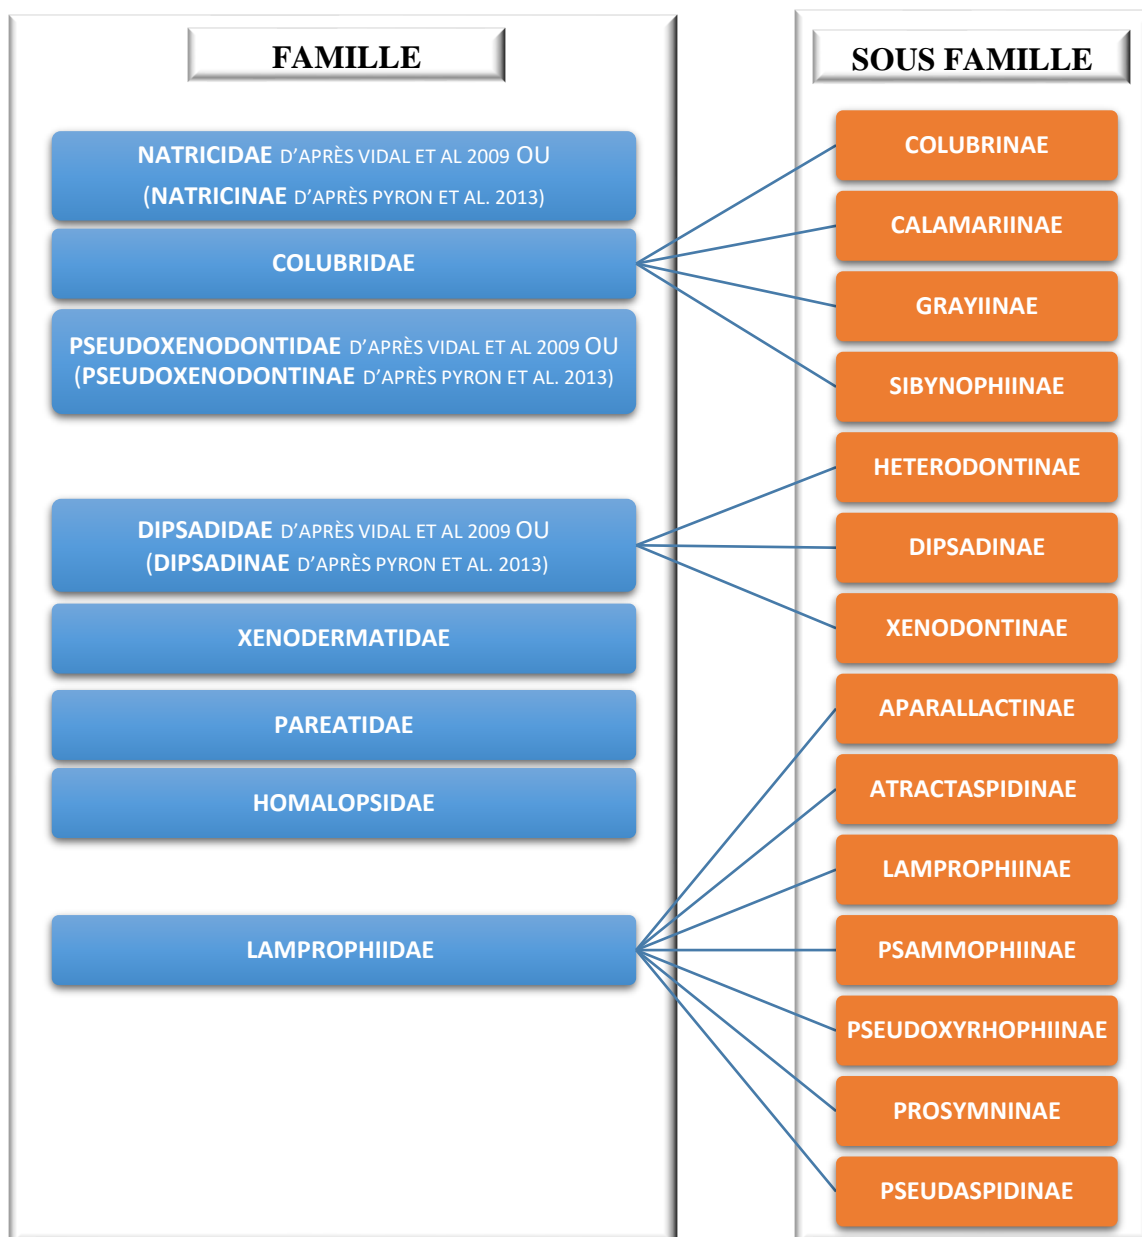 FAMILLE
NATRICIDAE D’APRÈS VIDAL ET AL 2009 OU
(NATRICINAE D’APRÈS PYRON ET AL. 2013)
COLUBRIDAE
PSEUDOXENODONTIDAE D’APRÈS VIDAL ET AL 2009 OU
(PSEUDOXENODONTINAE D’APRÈS PYRON ET AL. 2013)
DIPSADIDAE D’APRÈS VIDAL ET AL 2009 OU
(DIPSADINAE D’APRÈS PYRON ET AL. 2013)
XENODERMATIDAE
PAREATIDAE
HOMALOPSIDAE
LAMPROPHIIDAE
SOUS FAMILLE
COLUBRINAE
CALAMARIINAE
GRAYIINAE
SIBYNOPHIINAE
HETERODONTINAE
DIPSADINAE
XENODONTINAE
APARALLACTINAE
ATRACTASPIDINAE
LAMPROPHIINAE
PSAMMOPHIINAE
PSEUDOXYRHOPHIINAE
PROSYMNINAE
PSEUDASPIDINAE